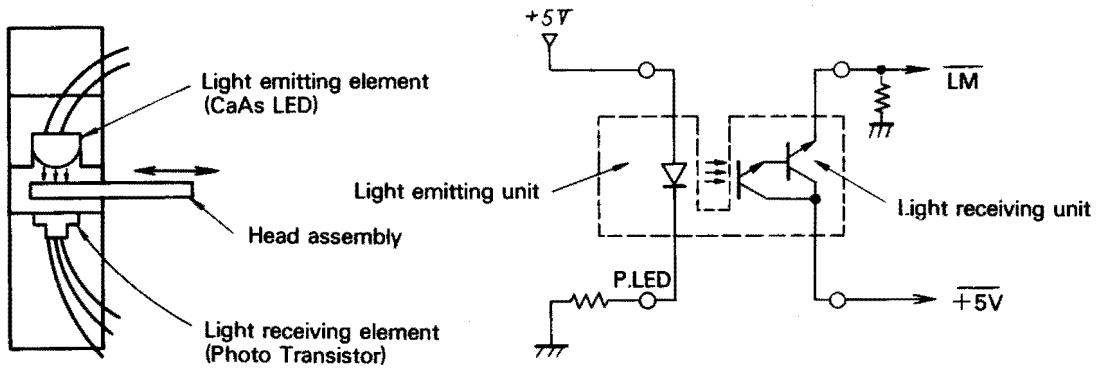 Light emitting element
(CaAs LED)
Head assembly
Light receiving element
(Photo Transistor)
+5V
LM
Light emitting unit
Light receiving unit
P.LED
+5V